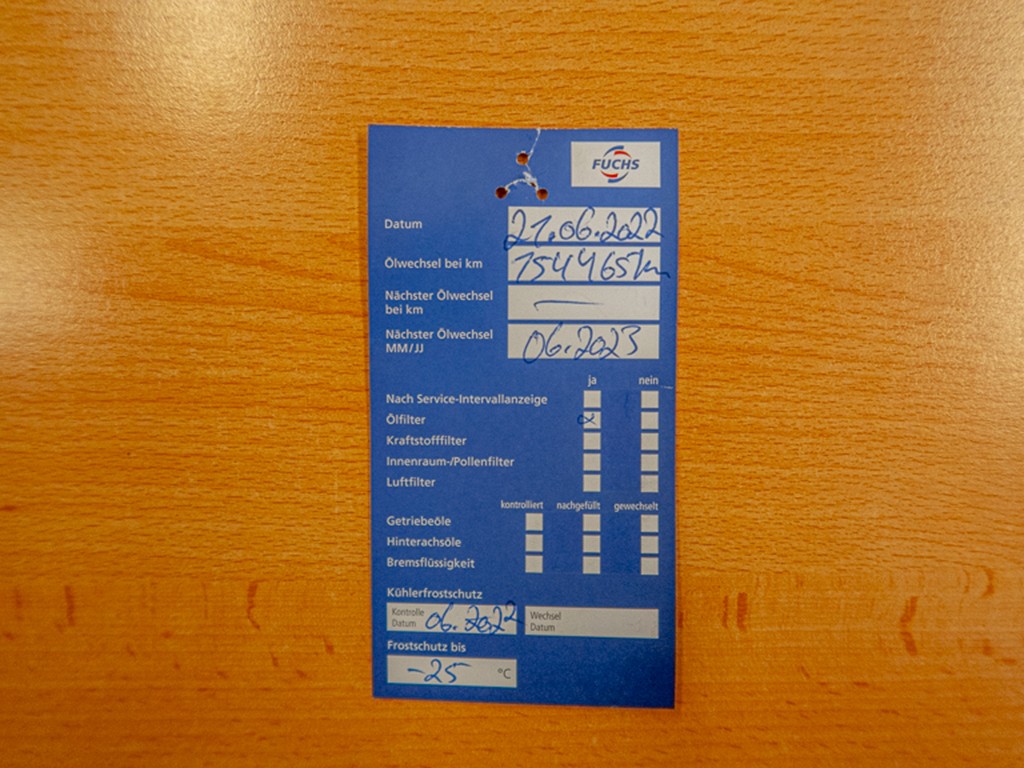 FUCHS
Datum 21.06.2022
Ölwechsel bei km 154465km
Nächster Ölwechsel
bei km —
Nächster Ölwechsel
MM/JJ 06.2023
ja nein
Nach Service-Intervallanzeige
Ölfilter x
Kraftstofffilter
Innenraum-/Pollenfilter
Luftfilter
kontrolliert nachgefüllt gewechselt
Getriebeöle
Hinterachsöle
Bremsflüssigkeit
Kühlerfrostschutz
Kontrolle
Datum 06.2022
Wechsel
Datum
Frostschutz bis
-25 °C